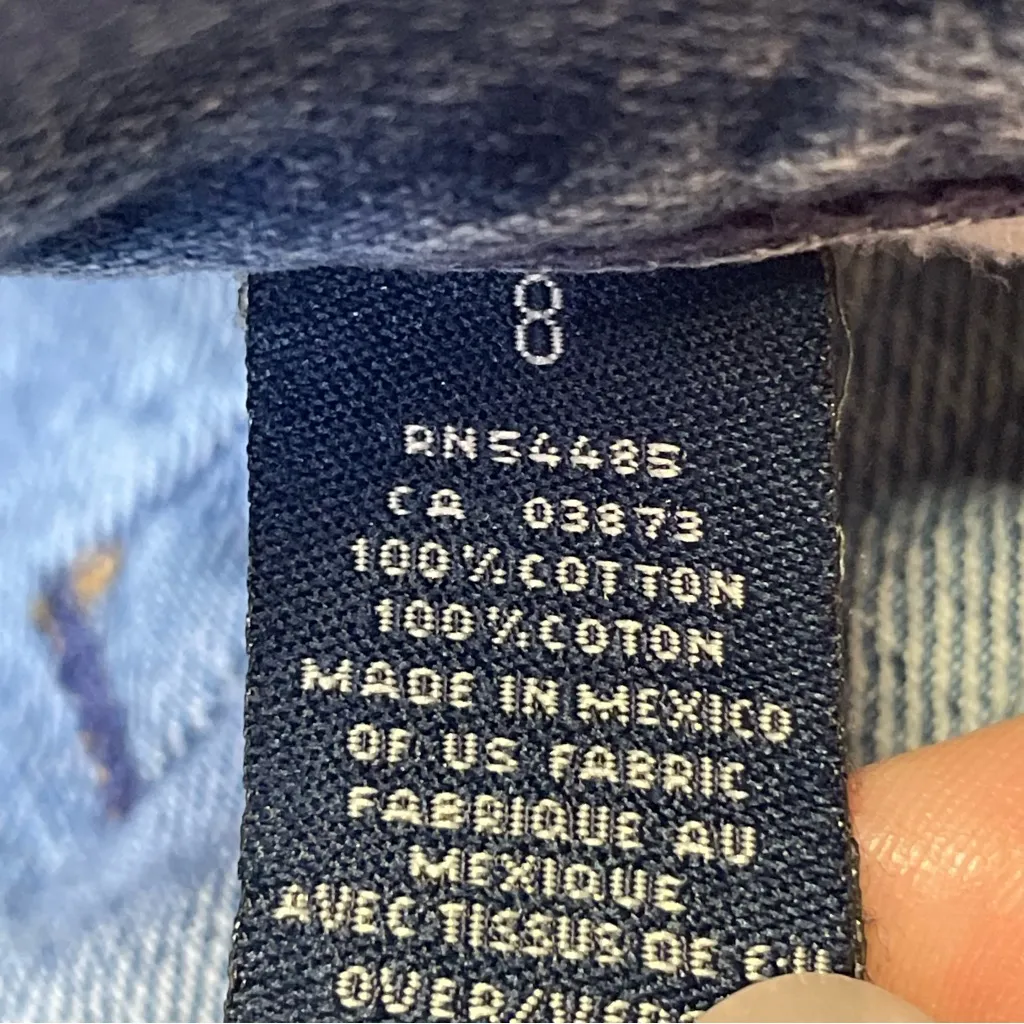 8
RN54485
CA 03873
100%COTTON
100%COTON
MADE IN MEXICO
OF US FABRIC
FABRIQUE AU
MEXIQUE
AVEC TISSUS DE
OVER/